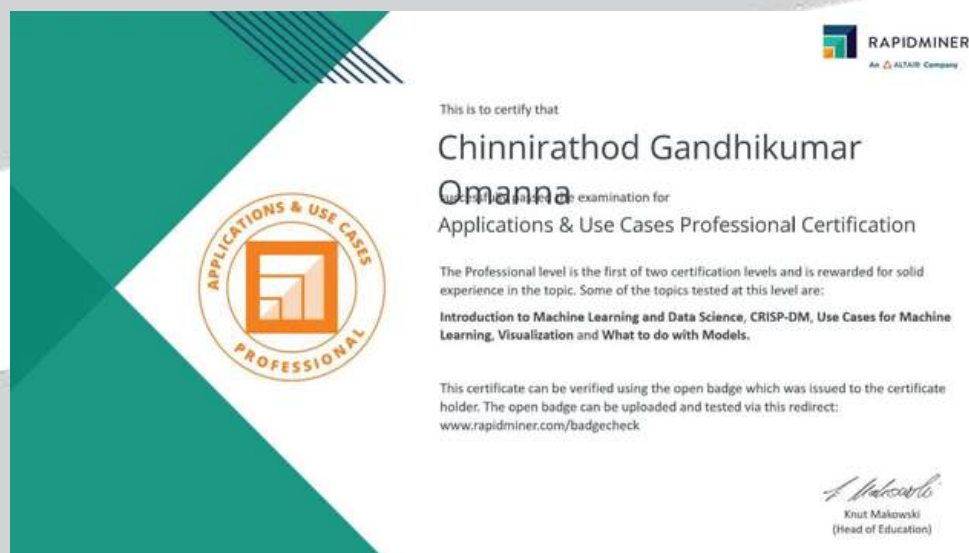 RAPIDMINER
An ALTAIR Company
This is to certify that
Chinnirathod Gandhikumar
Omanna
successfully passed the examination for
Applications & Use Cases Professional Certification
APPLICATIONS & USE CASES
PROFESSIONAL
The Professional level is the first of two certification levels and is rewarded for solid
experience in the topic. Some of the topics tested at this level are:
Introduction to Machine Learning and Data Science, CRISP-DM, Use Cases for Machine
Learning, Visualization and What to do with Models.
This certificate can be verified using the open badge which was issued to the certificate
holder. The open badge can be uploaded and tested via this redirect:
www.rapidminer.com/badgecheck
Knut Makowski
(Head of Education)